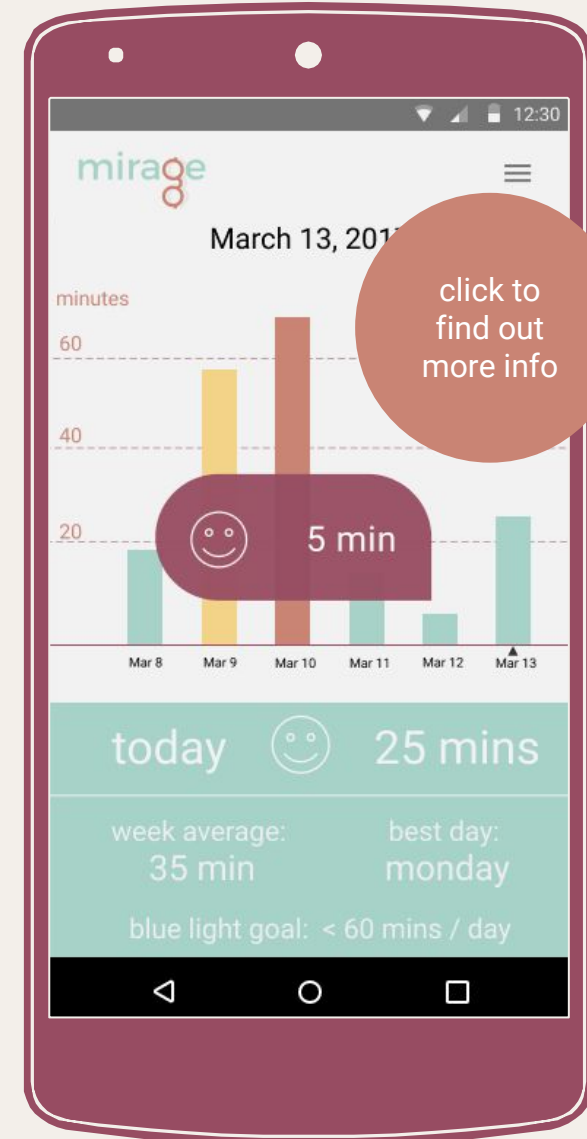 12:30
mirage
March 13, 201
click to
find out
more info
minutes
60
40
20
5 min
Mar 8 Mar 9 Mar 10 Mar 11 Mar 12 Mar 13
today 25 mins
week average: best day:
35 min monday
blue light goal: < 60 mins / day